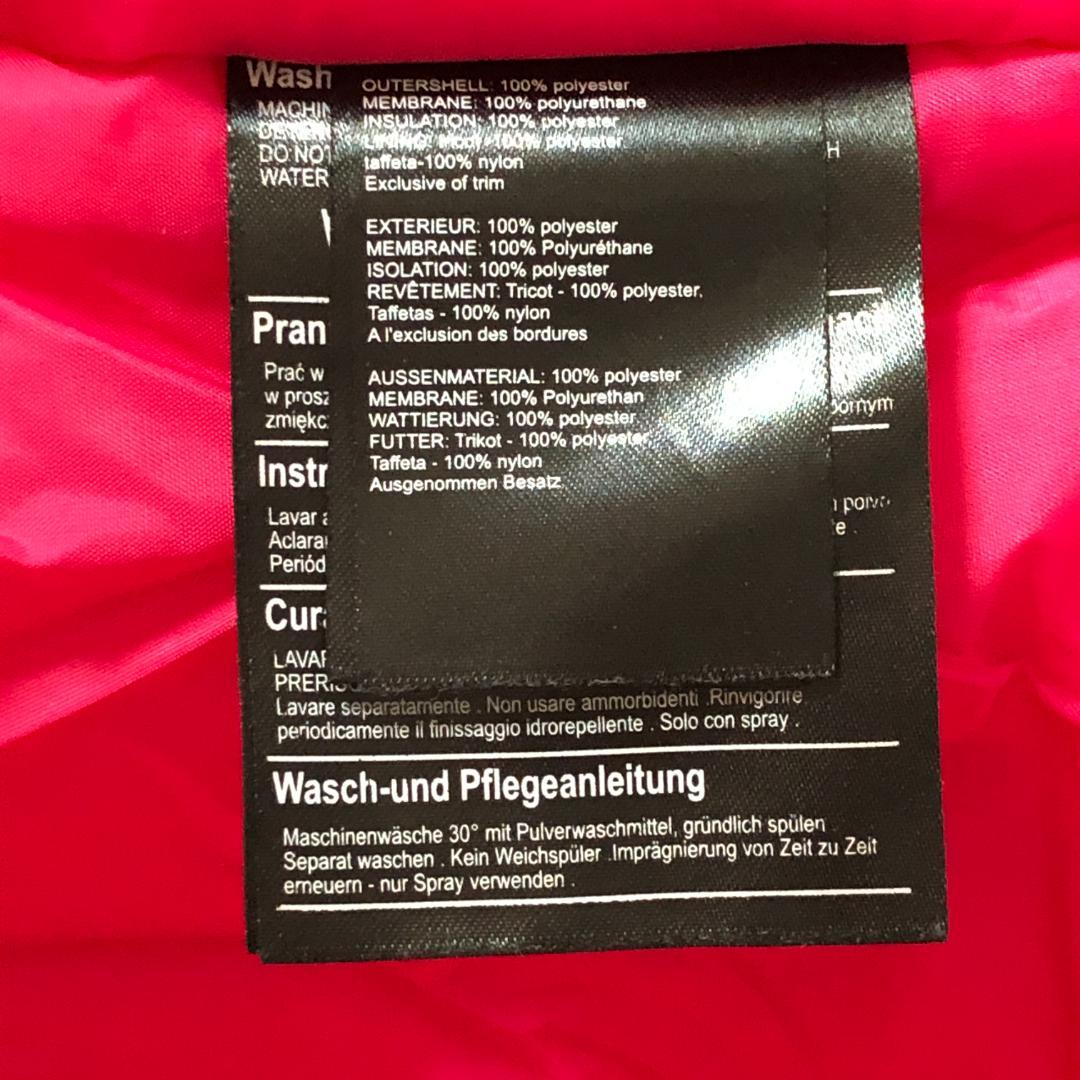 Wash
MACHIN
DO NOT
WATER
H
OUTERSHELL: 100% polyester
MEMBRANE: 100% polyurethane
INSULATION: 100% polyester
LINING: 100% polyester
taffeta-100% nylon
Exclusive of trim
EXTERIEUR: 100% polyester
MEMBRANE: 100% Polyuréthane
ISOLATION: 100% polyester
REVÊTEMENT: Tricot - 100% polyester.
Taffetas - 100% nylon
A l'exclusion des bordures
AUSSENMATERIAL: 100% polyester
MEMBRANE: 100% Polyurethan
WATTIERUNG: 100% polyester
FUTTER: Trikot - 100% polyester
Taffeta - 100% nylon
Ausgenommen Besatz
Pran
Prać w
w prosz
zmiękc
Instr
Lavar a
Aclara
Periód
Cur
LAVAR
Lavare separatamente . Non usare ammorbidenti .Rinvigorire
periodicamente il finissaggio idrorepellente . Solo con spray .
Wasch-und Pflegeanleitung
Maschinenwäsche 30° mit Pulverwaschmittel, gründlich spülen
Separat waschen . Kein Weichspüler .Imprägnierung von Zeit zu Zeit
erneuern - nur Spray verwenden .